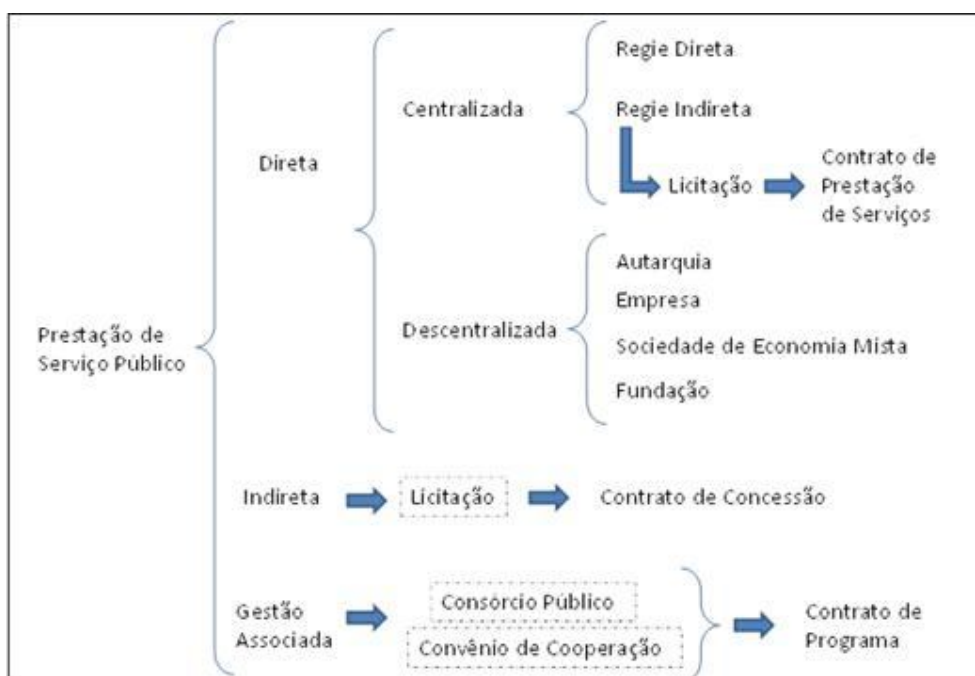 Prestação de
Serviço Público
Direta
Centralizada
Regie Direta
Regie Indireta
Licitação
Contrato de
Prestação
de Serviços
Descentralizada
Autarquia
Empresa
Sociedade de Economia Mista
Fundação
Indireta
Licitação
Contrato de Concessão
Gestão
Associada
Consórcio Público
Convênio de Cooperação
Contrato de
Programa